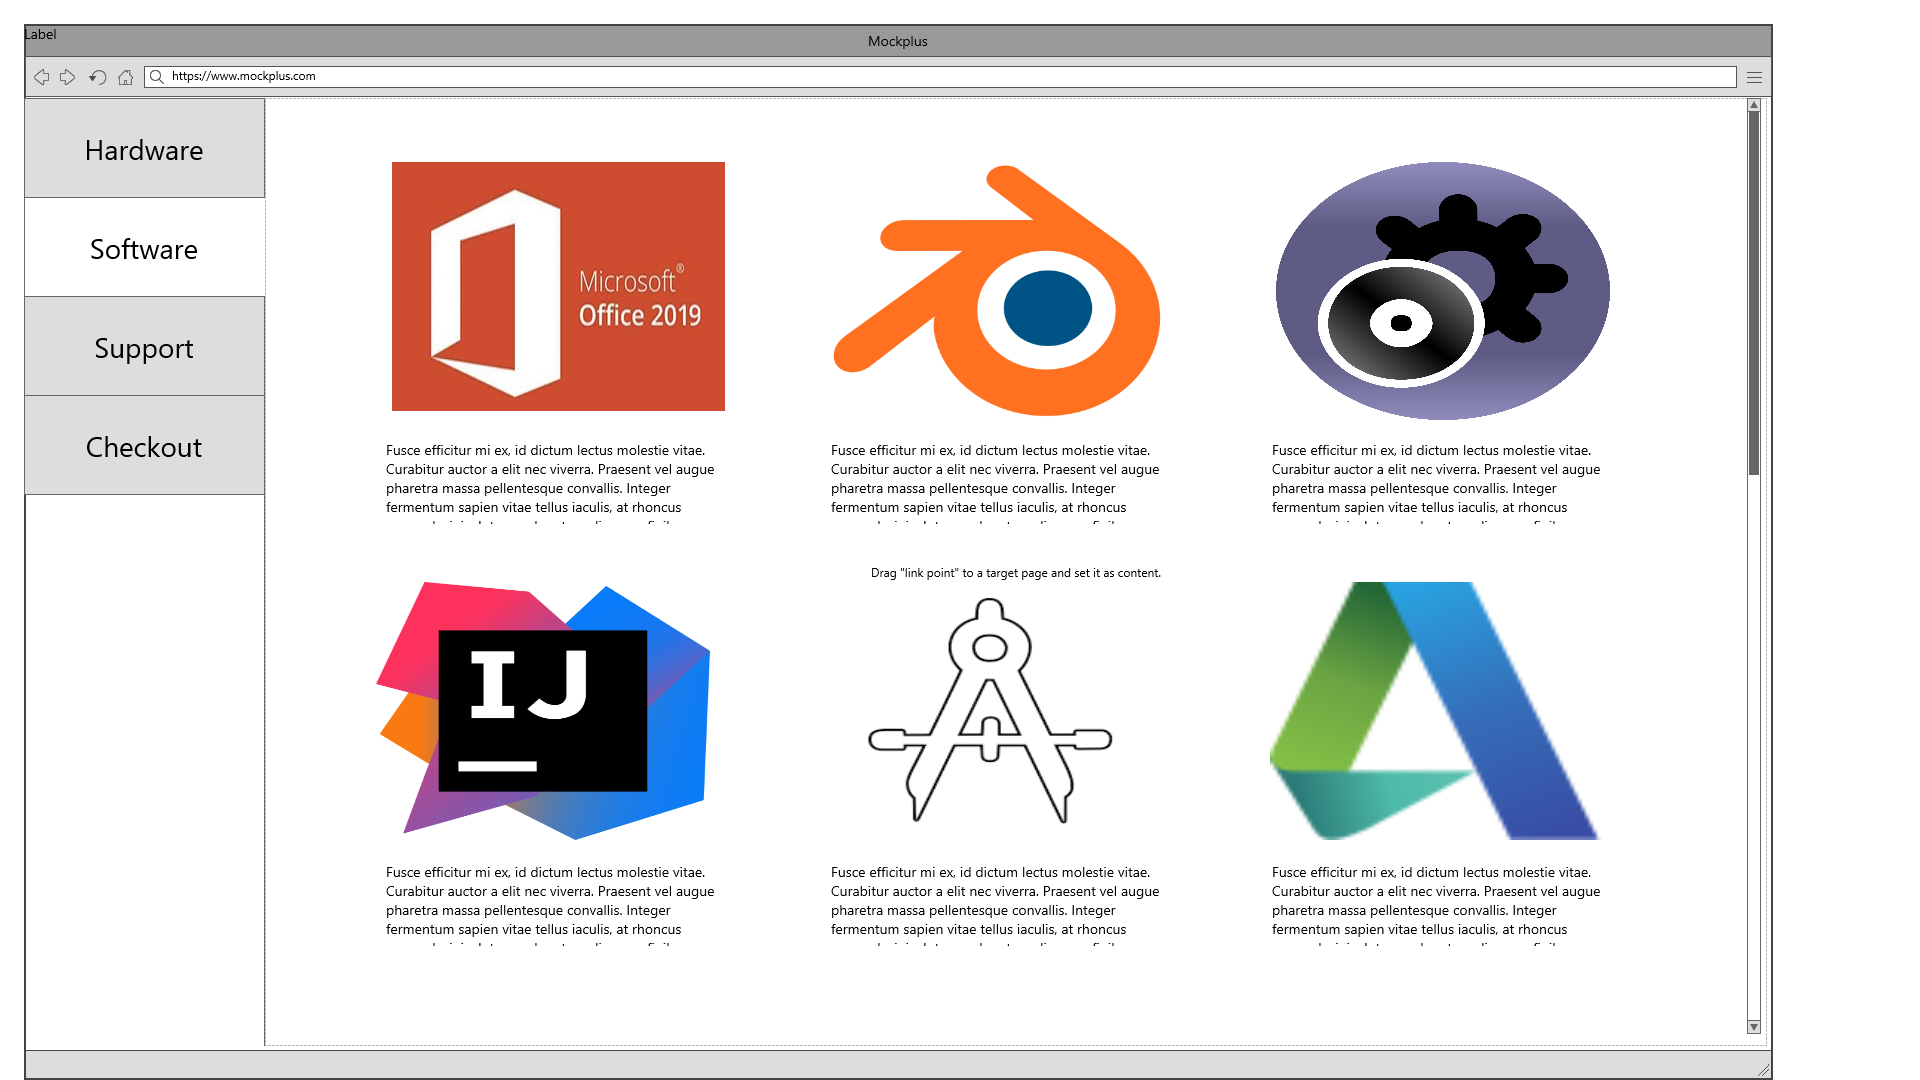 Label
Mockplus
https://www.mockplus.com
Hardware
Software
Support
Checkout
Microsoft®
Office 2019
Fusce efficitur mi ex, id dictum lectus molestie vitae.
Curabitur auctor a elit nec viverra. Praesent vel augue
pharetra massa pellentesque convallis. Integer
fermentum sapien vitae tellus iaculis, at rhoncus
Fusce efficitur mi ex, id dictum lectus molestie vitae.
Curabitur auctor a elit nec viverra. Praesent vel augue
pharetra massa pellentesque convallis. Integer
fermentum sapien vitae tellus iaculis, at rhoncus
Fusce efficitur mi ex, id dictum lectus molestie vitae.
Curabitur auctor a elit nec viverra. Praesent vel augue
pharetra massa pellentesque convallis. Integer
fermentum sapien vitae tellus iaculis, at rhoncus
Drag "link point" to a target page and set it as content.
IJ
Fusce efficitur mi ex, id dictum lectus molestie vitae.
Curabitur auctor a elit nec viverra. Praesent vel augue
pharetra massa pellentesque convallis. Integer
fermentum sapien vitae tellus iaculis, at rhoncus
Fusce efficitur mi ex, id dictum lectus molestie vitae.
Curabitur auctor a elit nec viverra. Praesent vel augue
pharetra massa pellentesque convallis. Integer
fermentum sapien vitae tellus iaculis, at rhoncus
Fusce efficitur mi ex, id dictum lectus molestie vitae.
Curabitur auctor a elit nec viverra. Praesent vel augue
pharetra massa pellentesque convallis. Integer
fermentum sapien vitae tellus iaculis, at rhoncus